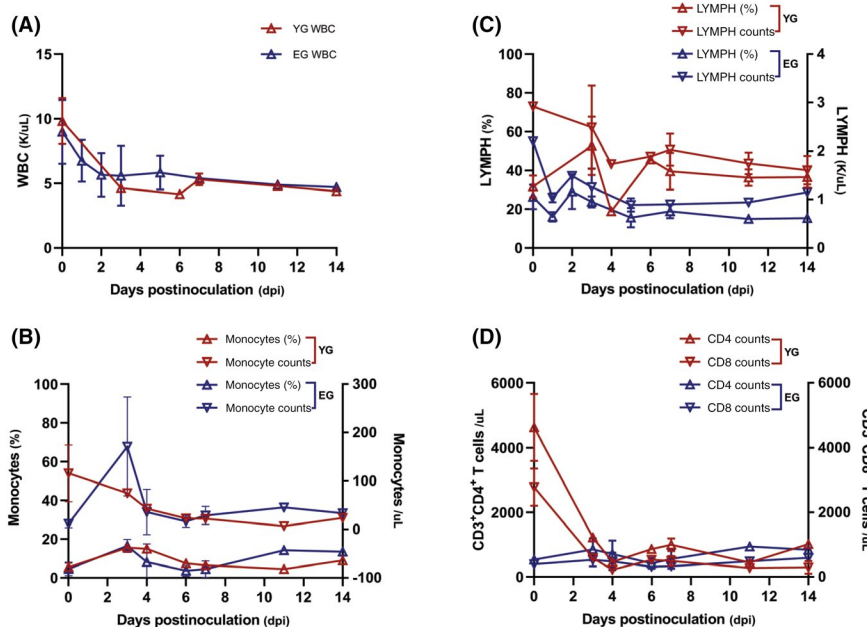 (A)
YG WBC
EG WBC
15
10
5
0
WBC (K/uL)
0 2 4 6 8 10 12 14
Days postinoculation (dpi)
(C)
LYMPH (%)
LYMPH counts
YG
LYMPH (%)
LYMPH counts
EG
100
80
60
40
20
0
LYMPH (%)
4
3
2
1
0
LYMPH (K/uL)
0 2 4 6 8 10 12 14
Days postinoculation (dpi)
(B)
Monocytes (%)
Monocyte counts
YG
Monocytes (%)
Monocyte counts
EG
100
80
60
40
20
0
Monocytes (%)
300
200
100
0
-100
Monocytes /uL
0 2 4 6 8 10 12 14
Days postinoculation (dpi)
(D)
CD4 counts
CD8 counts
YG
CD4 counts
CD8 counts
EG
6000
4000
2000
0
CD3⁺CD4⁺ T cells /uL
6000
2000
0
0 2 4 6 8 10 12 14
Days postinoculation (dpi)